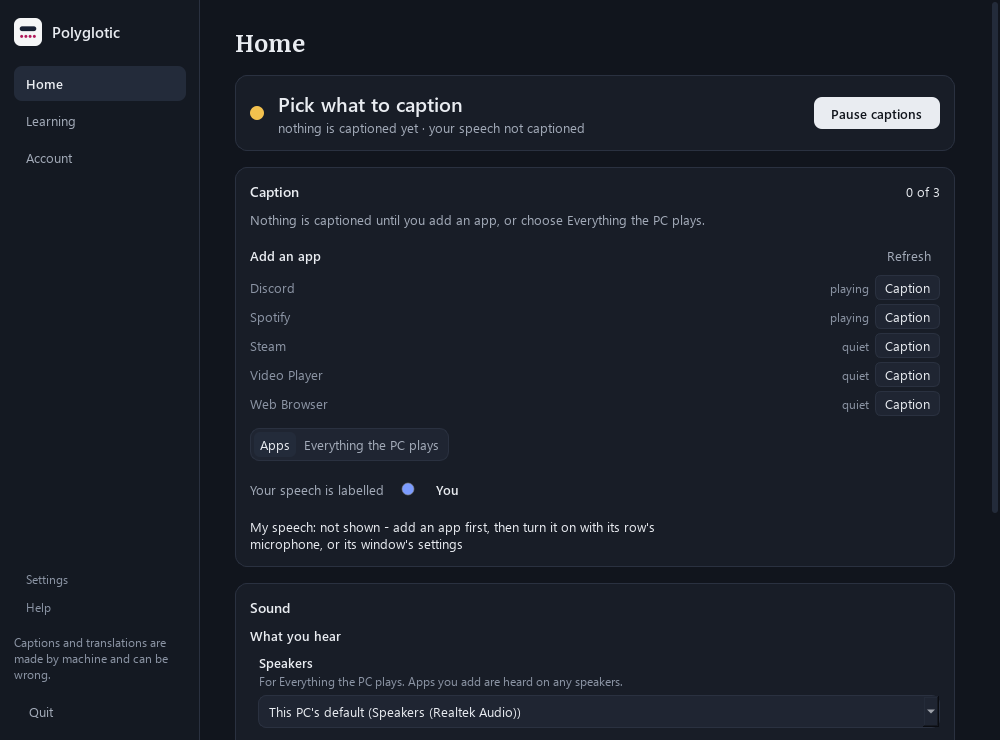 Polyglotic
Home
Learning
Account
Settings
Help
Captions and translations are
made by machine and can be
wrong.
Quit
Home
Pick what to caption
nothing is captioned yet · your speech not captioned
Pause captions
Caption
0 of 3
Nothing is captioned until you add an app, or choose Everything the PC plays.
Add an app
Refresh
Discord playing Caption
Spotify playing Caption
Steam quiet Caption
Video Player quiet Caption
Web Browser quiet Caption
Apps Everything the PC plays
Your speech is labelled You
My speech: not shown - add an app first, then turn it on with its row's
microphone, or its window's settings
Sound
What you hear
Speakers
For Everything the PC plays. Apps you add are heard on any speakers.
This PC's default (Speakers (Realtek Audio))